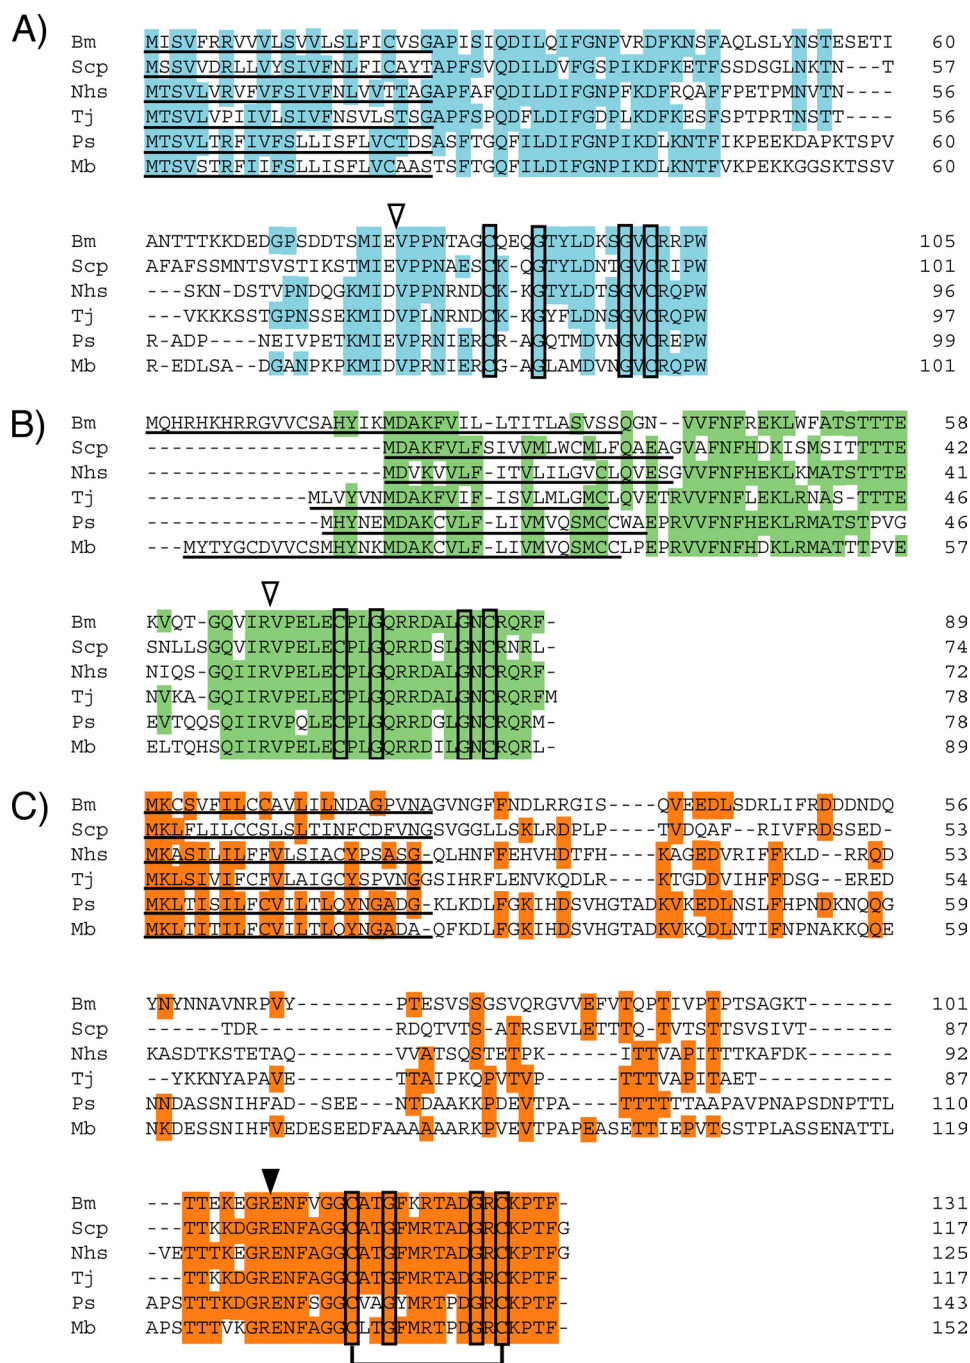 A)
Bm MISVFRRVVVLSVVLSLFICVSGAPISIQDILQIFGNPVRDFKNSFAQLSLYNSTESETI 60
Scp MSSVVDRLLVYSIVFNLFICAYTAPFSVQDILDVFGSPIKDFKETFSSDSGLNKTN---T 57
Nhs MTSVLVRVFVFSIVFNLVVTTAGAPFAFQDILDIFGNPFKDFRQAFFPETPMNVTN---- 56
Tj MTSVLVPIIVLSIVFNSVLSTSGAPFSPQDFLDIFGDPLKDFKESFSPTPRTNSTT---- 56
Ps MTSVLTRFIVFSLLISFLVCTDSASFTGQFILDIFGNPIKDLKNTFIKPEEKDAPKTSPV 60
Mb MTSVSTRFIIFSLLISFLVCAASTSFTGQFILDIFGNPIKDLKNTFVKPEKKGGSKTSSV 60
Bm ANTTTKKDEDGPSDDTSMIEVPPNTAGCQEQGTYLDKSGVCRRPW 105
Scp AFAFSSMNTSVSTIKSTMIEVPPNAESCK-QGTYLDNTGVCRIPW 101
Nhs ---SKN-DSTVPNDQGKMIDVPPNRNDCK-KGTYLDTSGVCRQPW 96
Tj ---VKKKSSTGPNSSEKMIDVPLNRNDCK-KGYFLDNSGVCRQPW 97
Ps R-ADP----NEIVPETKMIEVPRNIERCR-AGQTMDVNGVCREPW 99
Mb R-EDLSA--DGANPKPKMIDVPRNIERCG-AGLAMDVNGVCRQPW 101
B)
Bm MQHRHKHRRGVVCSAHYIKMDAKFVIL-LTITLASVSSQGN--VVFNFREKLWFATSTTTE 58
Scp MDAKFVLFSIVVMLWCMLFQAEAGVAFNFHDKISMSITTTTE 42
Nhs MDVKVVLF-ITVLILGVCLQVESGVVFNFHEKLKMATSTTTE 41
Tj MLVYVNMDAKFVIF-ISVLMLGMCLQVETRVVFNFLEKLRNAS-TTTE 46
Ps MHYNEMDAKCVLF-LIVMVQSMCCWAEPRVVFNFHEKLRMATSTPVG 46
Mb ---MYTYGCDVVCSMHYNKMDAKCVLF-LIVMVQSMCCLPEPRVVFNFHDKLRMATTTPVE 57
Bm KVQT-GQVIRVPELECPLGQRRDALGNCRQRF- 89
Scp SNLLSGQVIRVPELECPLGQRRDSLGNCRNRL- 74
Nhs NIQS-GQIIRVPELECPLGQRRDALGNCRQRF- 72
Tj NVKA-GQIIRVPELECPLGQRRDALGNCRQRFM 78
Ps EVTQQSQIIRVPQLECPLGQRRDGLGNCRQRM- 78
Mb ELTQHSQIIRVPELECPLGQRRDILGNCRQRL- 89
C)
Bm MKCSVFILCCAVLILNDAGPVNAGVNGFFNDLRRGIS----QVEEDLSDRLIFRDDDNDQ 56
Scp MKLFLILCCSLSLTINFCDFVNGSVGGLLSKLRDPLP----TVDQAF--RIVFRDSSED- 53
Nhs MKASILILFFVLSIACYPSASG-QLHNFFEHVHDTFH----KAGEDVRIFFKLD--RRQD 53
Tj MKLSIVIFCFVLAIGCYSPVNGGSIHRFLENVKQDLR----KTGDDVIHFFDSG--ERED 54
Ps MKLTISILFCVILTLQYNGADG-KLKDLFGKIHDSVHGTADKVKEDLNSLFHPNDKNQQG 59
Mb MKLTITILFCVILTLQYNGADA-QFKDLFGKIHDSVHGTADKVKQDLNTIFNPNAKKQQE 59
Bm YNYNNAVNRPVY--------PTESVSSGSVQRGVVEFVTQPTIVPTPTSAGKT------- 101
Scp ------TDR-----------RDQTVTS-ATRSEVLETTTQ-TVTSTTSVSIVT------- 87
Nhs KASDTKSTETAQ--------VVATSQSTETPK------ITTVAPITTTKAFDK------- 92
Tj --YKKNYAPAVE--------TTAIPKQPVTVP------TTTVAPITAET----------- 87
Ps NNDASSNIHFAD--SEE---NTDAAKKPDEVTPA----TTTTTTAAPAVPNAPSDNPTTL 110
Mb NKDESSNIHFVEDESEEDFAAAAAARKPVEVTPAPEASETTIEPVTSSTPLASSENATTL 119
Bm ---TTEKEGRENFVGGCATGFKRTADGRCKPTF- 131
Scp ---TTKKDGRENFAGGCATGFMRTADGRCKPTFG 117
Nhs -VETTTKEGRENFAGGCATGFMRTADGRCKPTFG 125
Tj ---TTKKDGRENFAGGCATGFMRTADGRCKPTF- 117
Ps APSTTTKDGRENFSGGCVAGYMRTPDGRCKPTF- 143
Mb APSTTTVKGRENFAGGCLTGFMRTPDGRCKPTF- 152